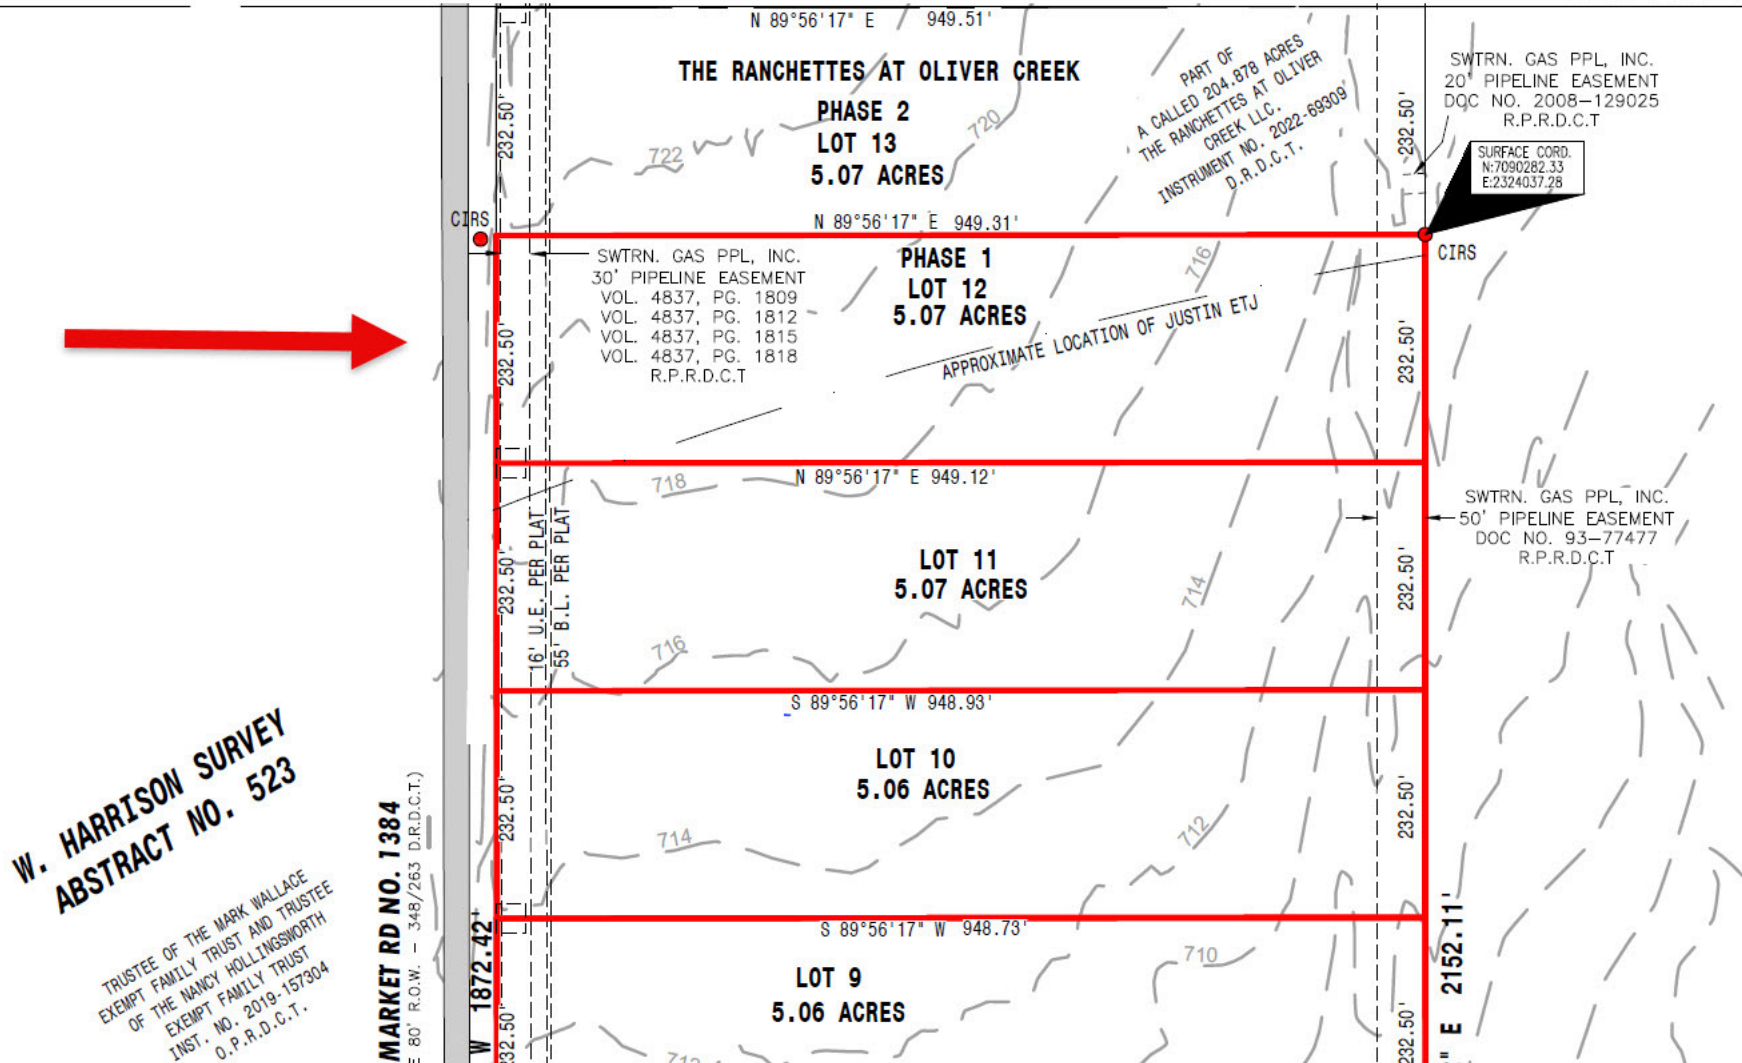 N 89°56'17" E 949.51'
THE RANCHETTES AT OLIVER CREEK
PHASE 2
LOT 13
5.07 ACRES
232.50'
722
720
PART OF
A CALLED 204.878 ACRES
THE RANCHETTES AT OLIVER
CREEK LLC.
INSTRUMENT NO. 2022-69309
D.R.D.C.T.
232.50'
SWTRN. GAS PPL, INC.
20' PIPELINE EASEMENT
DOC NO. 2008-129025
R.P.R.D.C.T
SURFACE CORD.
N:7090282.33
E:2324037.28
CIRS
N 89°56'17" E 949.31'
CIRS
SWTRN. GAS PPL, INC.
30' PIPELINE EASEMENT
VOL. 4837, PG. 1809
VOL. 4837, PG. 1812
VOL. 4837, PG. 1815
VOL. 4837, PG. 1818
R.P.R.D.C.T
PHASE 1
LOT 12
5.07 ACRES
716
232.50'
APPROXIMATE LOCATION OF JUSTIN ETJ
232.50'
N 89°56'17" E 949.12'
718
SWTRN. GAS PPL, INC.
50' PIPELINE EASEMENT
DOC NO. 93-77477
R.P.R.D.C.T
232.50'
16' U.E. PER PLAT
55' B.L. PER PLAT
LOT 11
5.07 ACRES
714
232.50'
716
S 89°56'17" W 948.93'
LOT 10
5.06 ACRES
232.50'
232.50'
714
712
W. HARRISON SURVEY
ABSTRACT NO. 523
TRUSTEE OF THE MARK WALLACE
EXEMPT FAMILY TRUST AND TRUSTEE
OF THE NANCY HOLLINGSWORTH
EXEMPT FAMILY TRUST
INST. NO. 2019-157304
O.P.R.D.C.T.
MARKET RD NO. 1384
E 80' R.O.W. - 348/263 D.R.D.C.T.)
W 1872.42'
S 89°56'17" W 948.73'
LOT 9
5.06 ACRES
710
232.50'
232.50'
" E 2152.11'